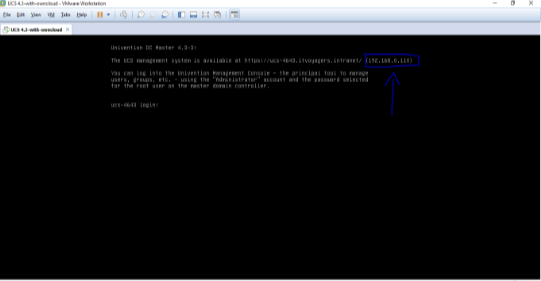 UCS 4.3-with-owncloud - VMware Workstation
File Edit View VM Tabs Help
UCS 4.3-with-owncloud
Univention DC Master 4.3-3:
The UCS management system is available at https://ucs-4643.itvoyagers.intranet/ (192.168.0.110)
You can log into the Univention Management Console - the principal tool to manage
users, groups, etc. - using the "Administrator" account and the password selected
for the root user on the master domain controller.
ucs-4643 login: